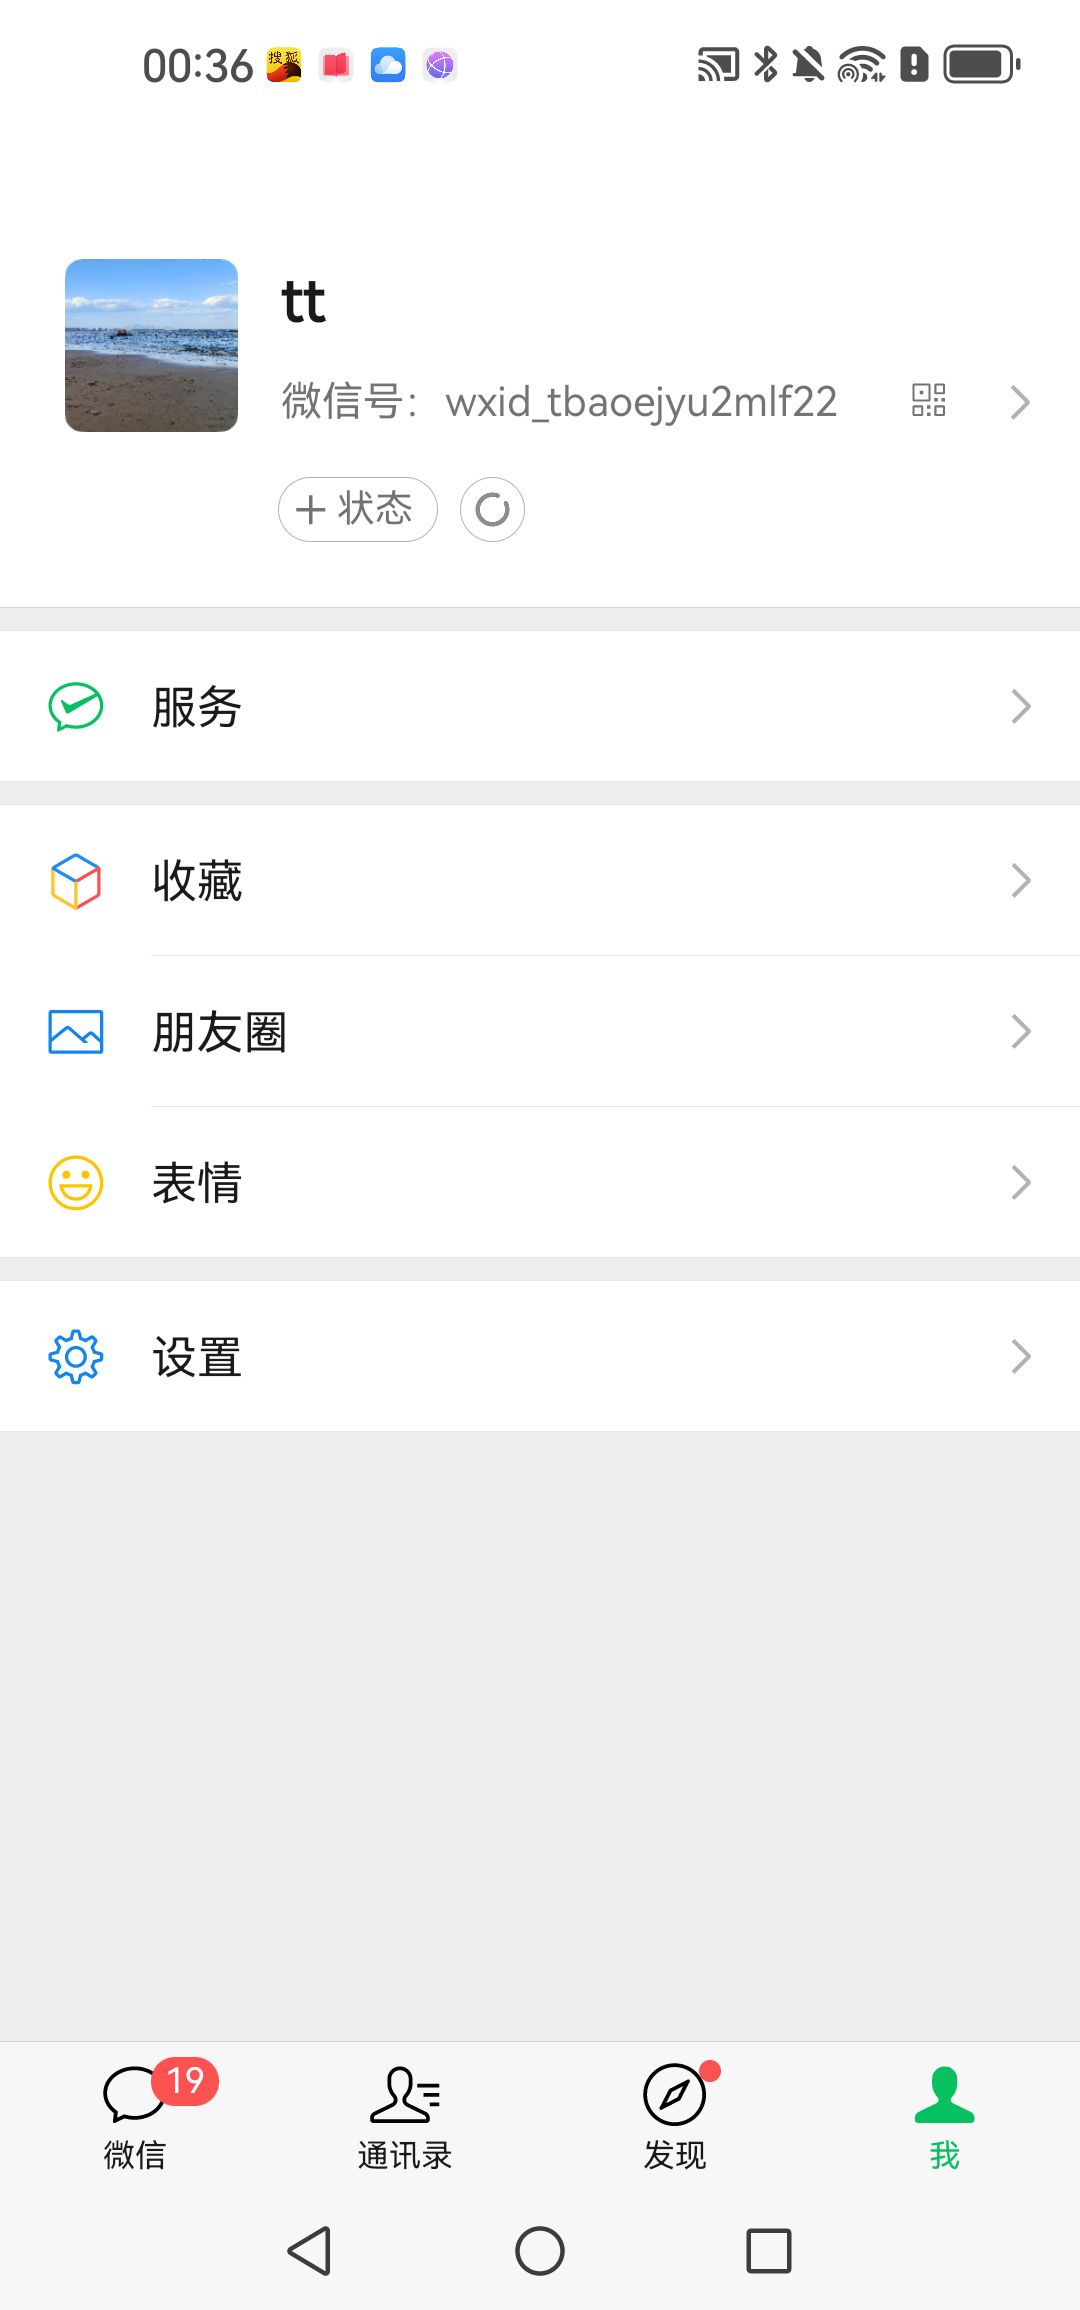 00:36
搜狐
tt
微信号： wxid_tbaoejyu2mlf22
状态
服务
收藏
朋友圈
表情
设置
19
微信
通讯录
发现
我